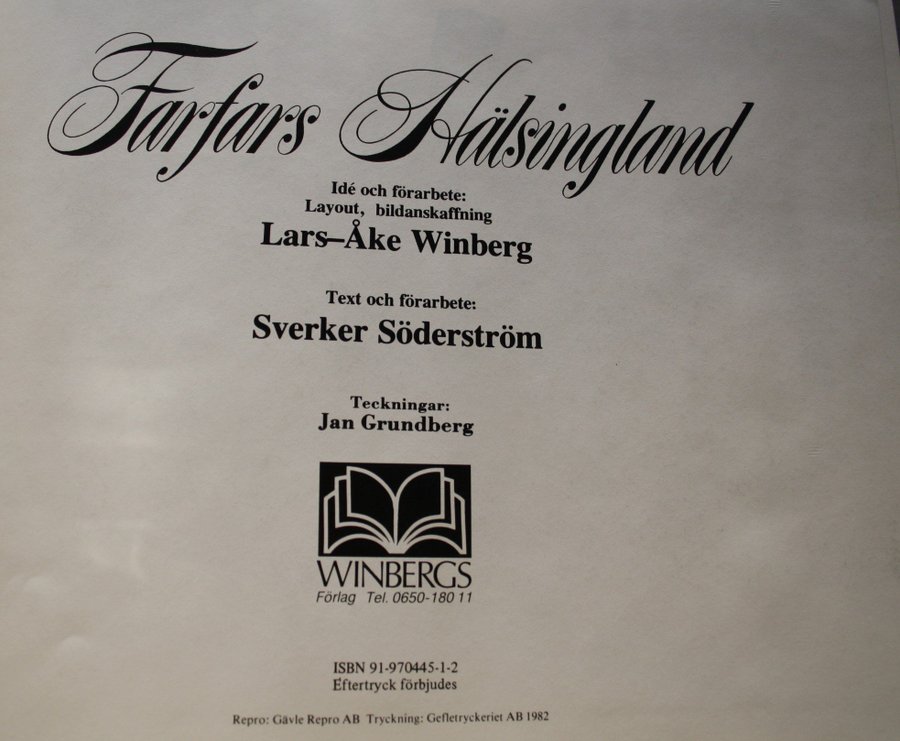 Farfars Hälsingland
Idé och förarbete:
Layout, bildanskaffning
Lars–Åke Winberg
Text och förarbete:
Sverker Söderström
Teckningar:
Jan Grundberg
WINBERGS
Förlag Tel. 0650-180 11
ISBN 91-970445-1-2
Eftertryck förbjudes
Repro: Gävle Repro AB Tryckning: Gefletryckeriet AB 1982